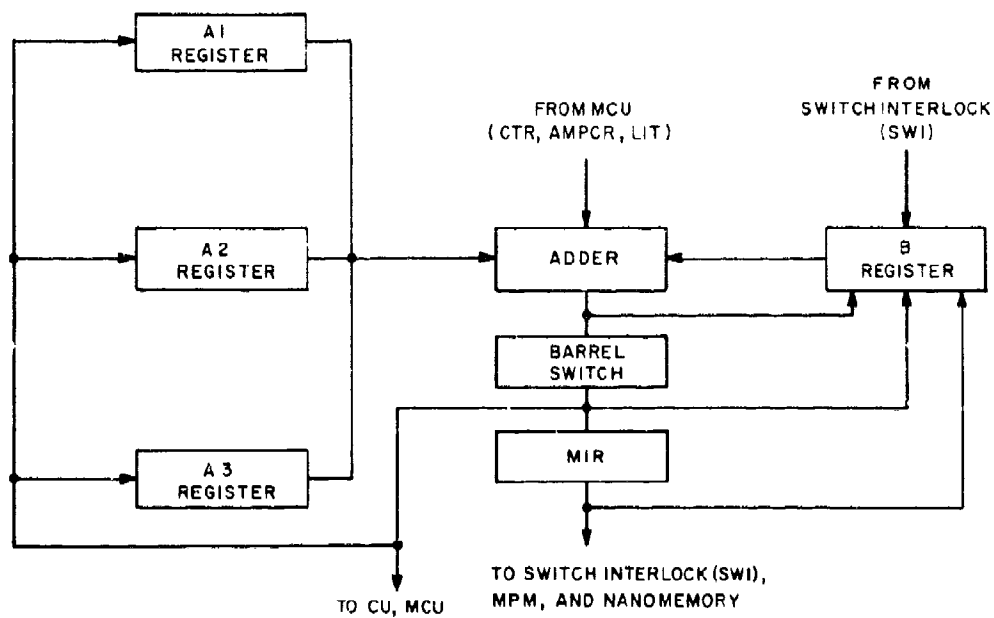 A1
REGISTER
FROM MCU
(CTR, AMPCR, LIT)
FROM
SWITCH INTERLOCK
(SWI)
A2
REGISTER
ADDER
B
REGISTER
BARREL
SWITCH
A3
REGISTER
MIR
TO CU, MCU
TO SWITCH INTERLOCK (SWI),
MPM, AND NANOMEMORY